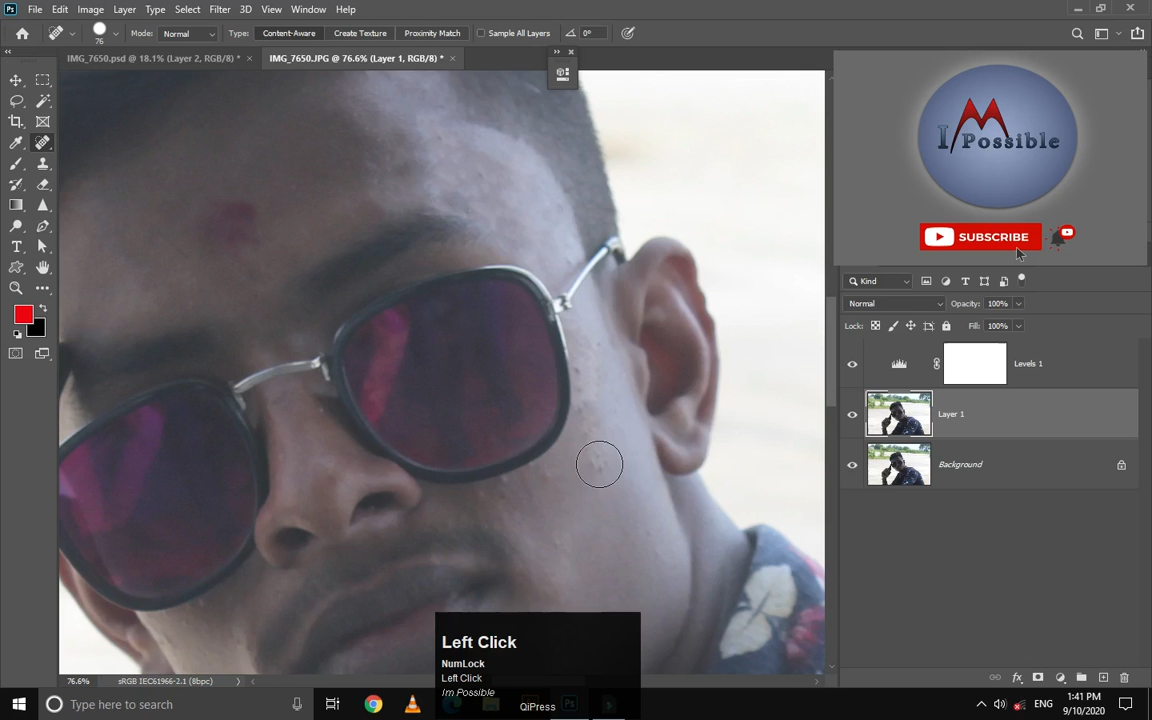 Ps File Edit Image Layer Type Select Filter 3D View Window Help
76 Mode: Normal Type: Content-Aware Create Texture Proximity Match Sample All Layers 0°
IMG_7650.psd @ 18.1% (Layer 2, RGB/8) * × IMG_7650.JPG @ 76.6% (Layer 1, RGB/8) * ×
I M Possible
SUBSCRIBE
Kind
Normal Opacity: 100%
Lock: Fill: 100%
Levels 1
Layer 1
Background
Left Click
NumLock
Left Click
Im Possible
QiPress
76.6% sRGB IEC61966-2.1 (8bpc)
Type here to search
Ps
ENG
1:41 PM
9/10/2020